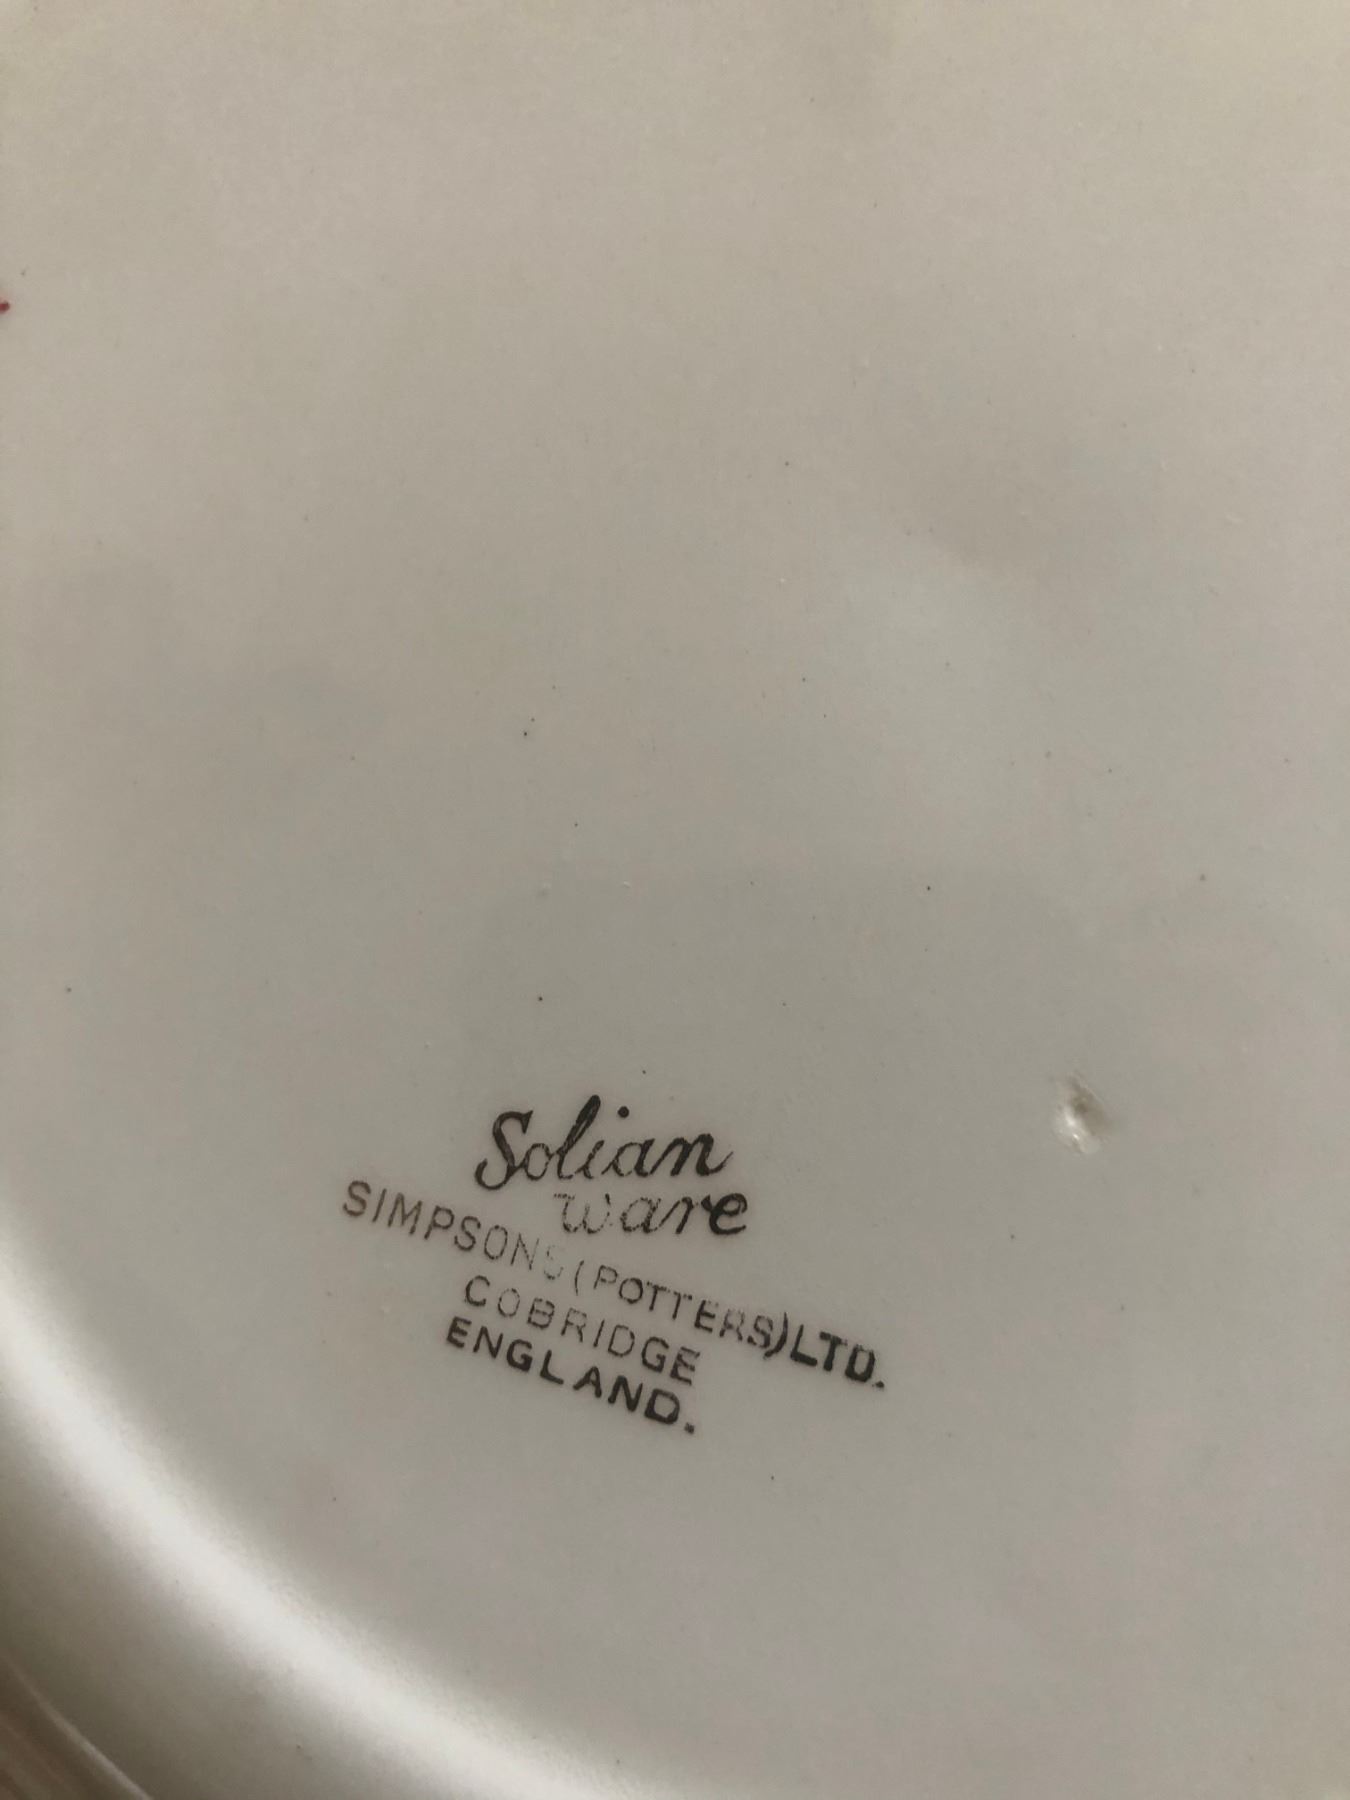 Solian
ware
SIMPSONS (POTTERS) LTD.
COBRIDGE
ENGLAND.